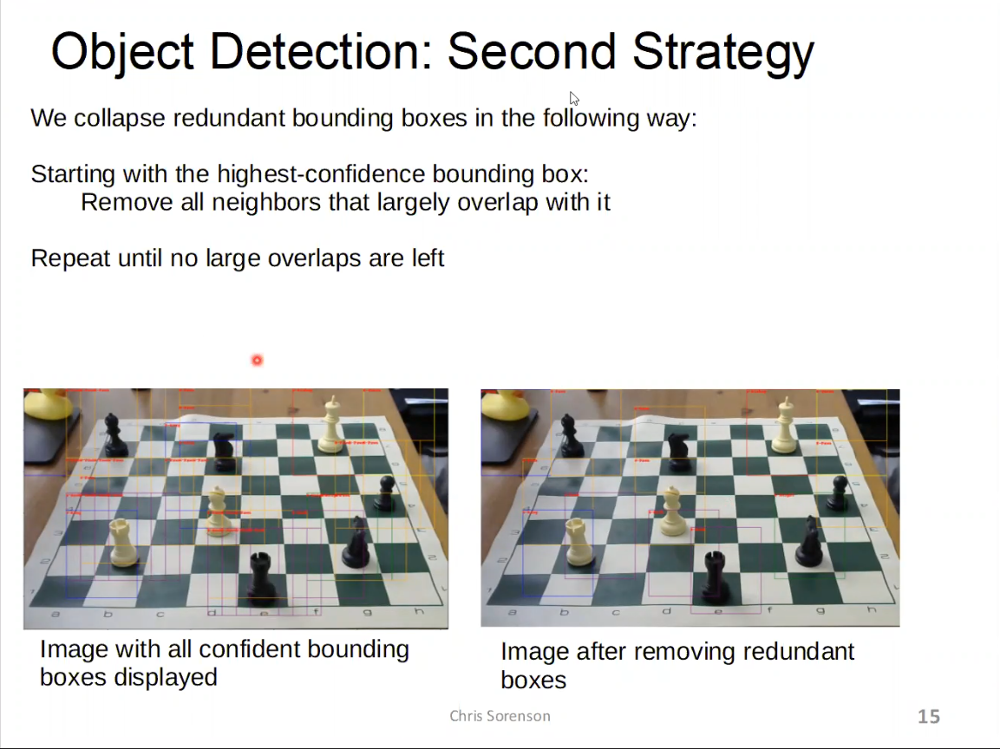 Object Detection: Second Strategy
We collapse redundant bounding boxes in the following way:
Starting with the highest-confidence bounding box:
Remove all neighbors that largely overlap with it
Repeat until no large overlaps are left
a b c d e f g h
a b c d e f g h
Image with all confident bounding
boxes displayed
Image after removing redundant
boxes
Chris Sorenson
15